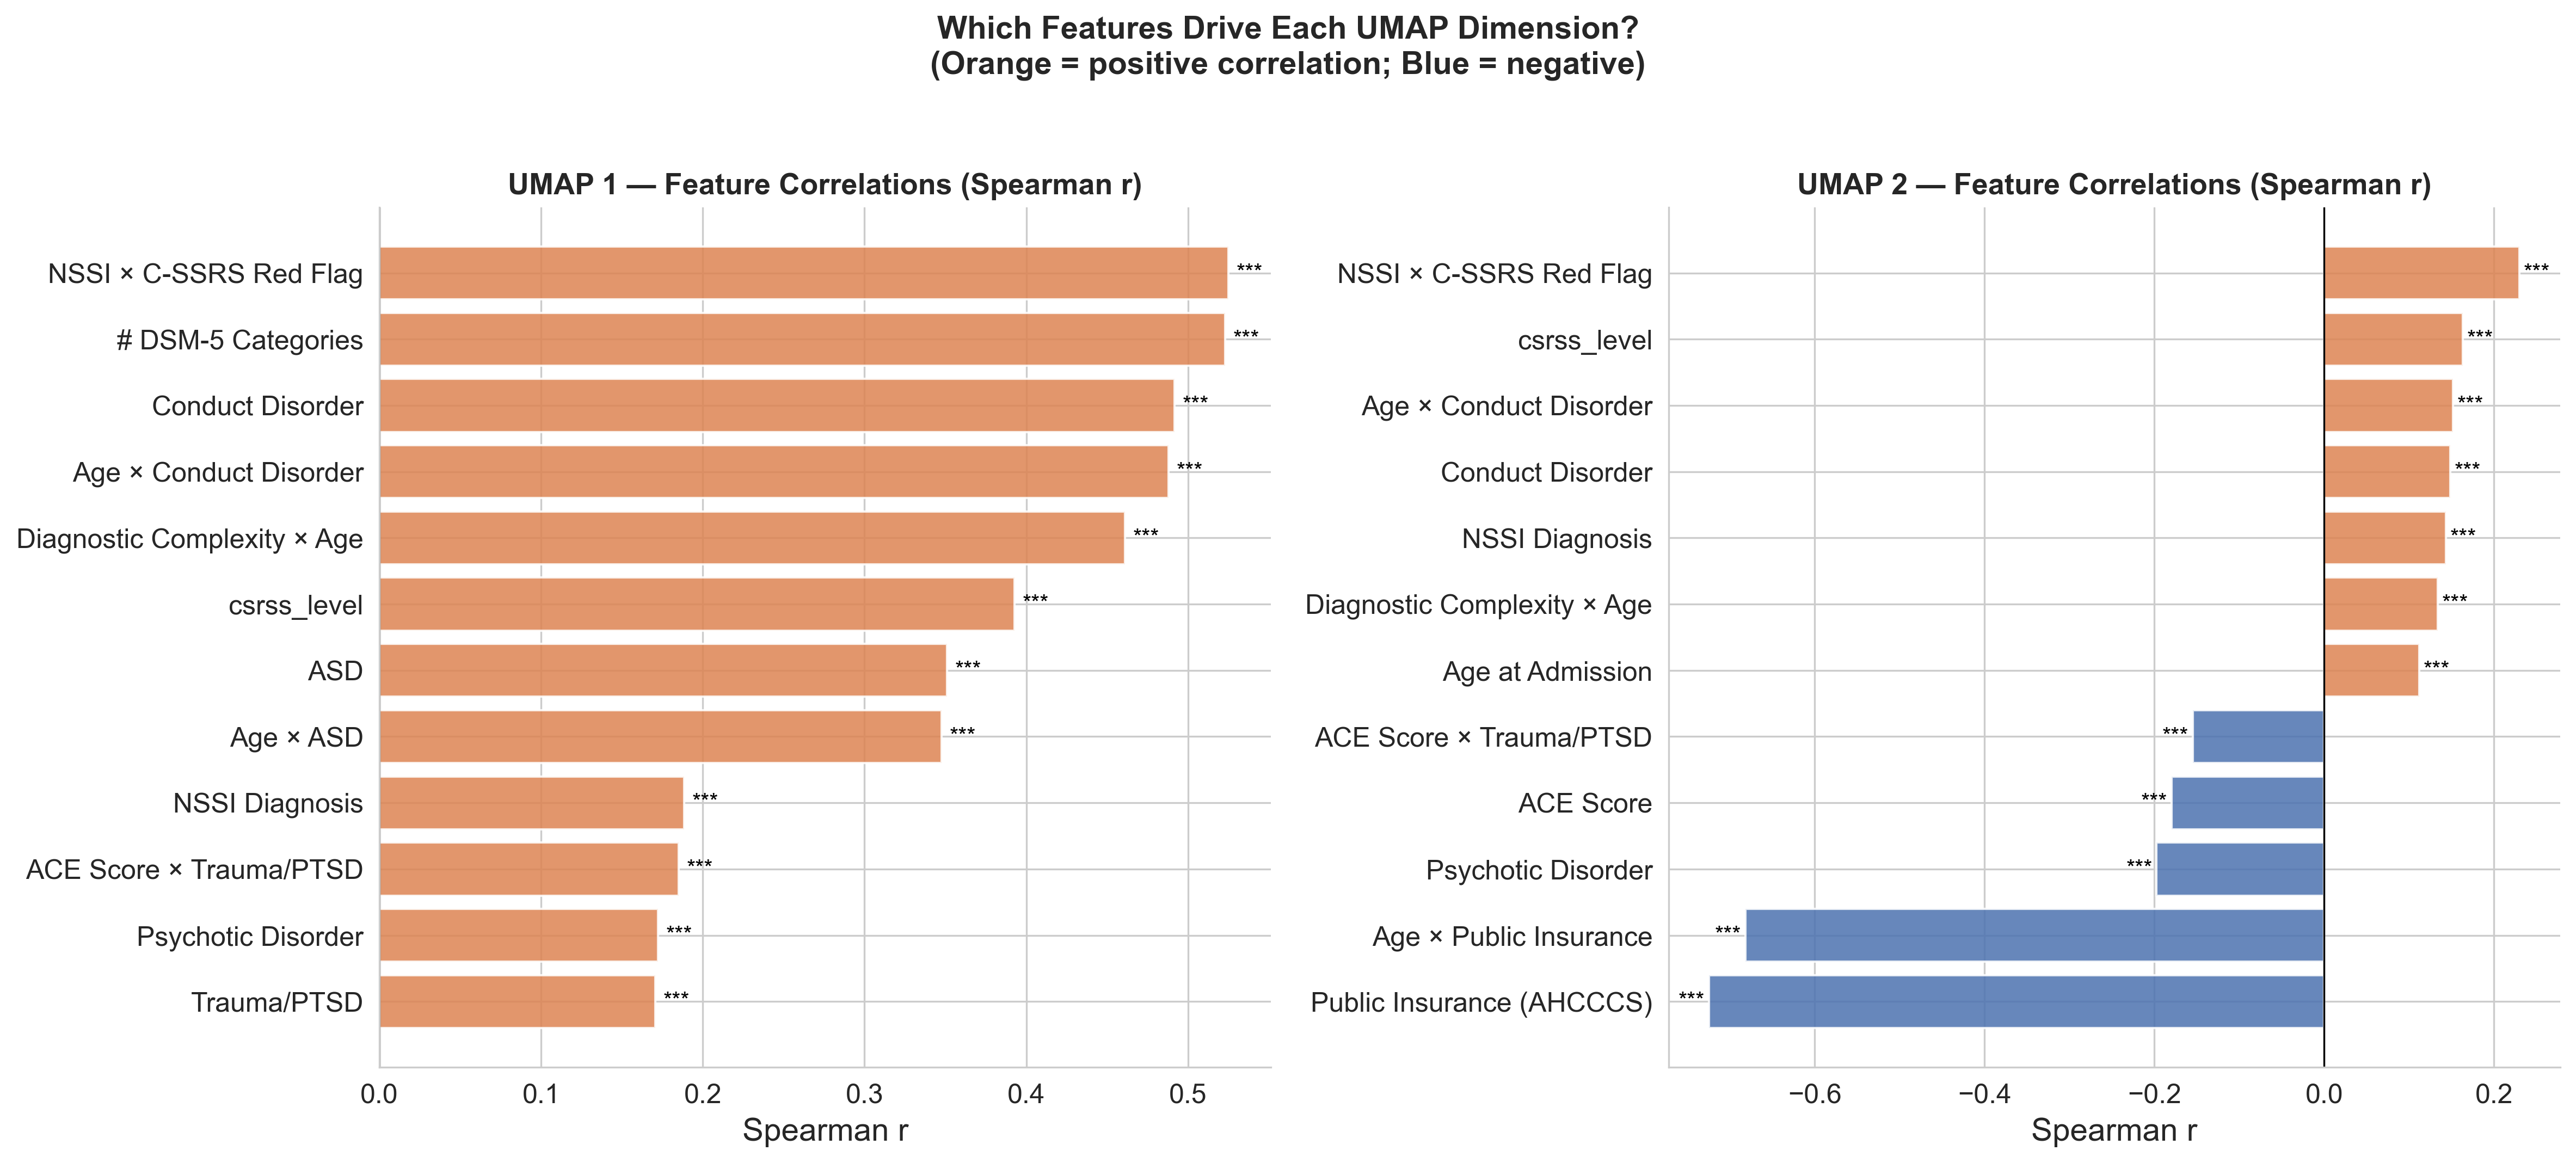 Which Features Drive Each UMAP Dimension?
(Orange = positive correlation; Blue = negative)
UMAP 1 — Feature Correlations (Spearman r)
NSSI × C-SSRS Red Flag
***
# DSM-5 Categories
***
Conduct Disorder
***
Age × Conduct Disorder
***
Diagnostic Complexity × Age
***
csrss_level
***
ASD
***
Age × ASD
***
NSSI Diagnosis
***
ACE Score × Trauma/PTSD
***
Psychotic Disorder
***
Trauma/PTSD
***
0.0 0.1 0.2 0.3 0.4 0.5
Spearman r
UMAP 2 — Feature Correlations (Spearman r)
NSSI × C-SSRS Red Flag
***
csrss_level
***
Age × Conduct Disorder
***
Conduct Disorder
***
NSSI Diagnosis
***
Diagnostic Complexity × Age
***
Age at Admission
***
ACE Score × Trauma/PTSD
***
ACE Score
***
Psychotic Disorder
***
Age × Public Insurance
***
Public Insurance (AHCCCS)
***
−0.6 −0.4 −0.2 0.0 0.2
Spearman r